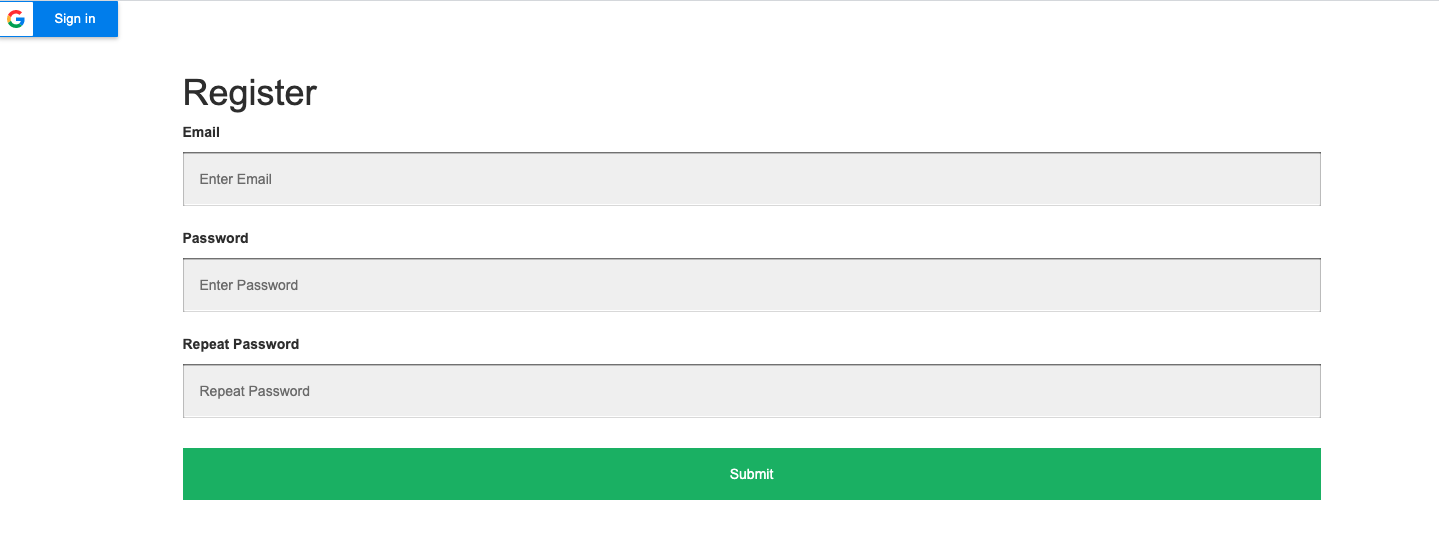 Sign in
Register
Email
Enter Email
Password
Enter Password
Repeat Password
Repeat Password
Submit